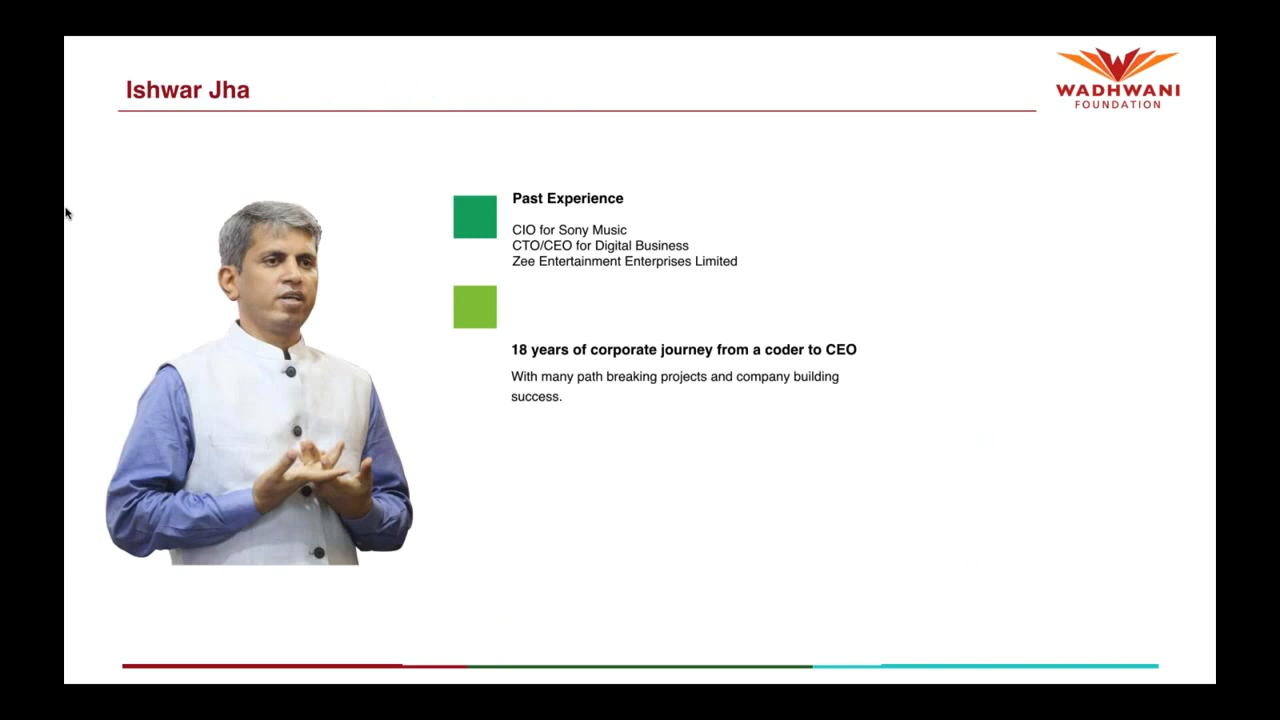 Ishwar Jha
WADHWANI
FOUNDATION
Past Experience
CIO for Sony Music
CTO/CEO for Digital Business
Zee Entertainment Enterprises Limited
18 years of corporate journey from a coder to CEO
With many path breaking projects and company building
success.